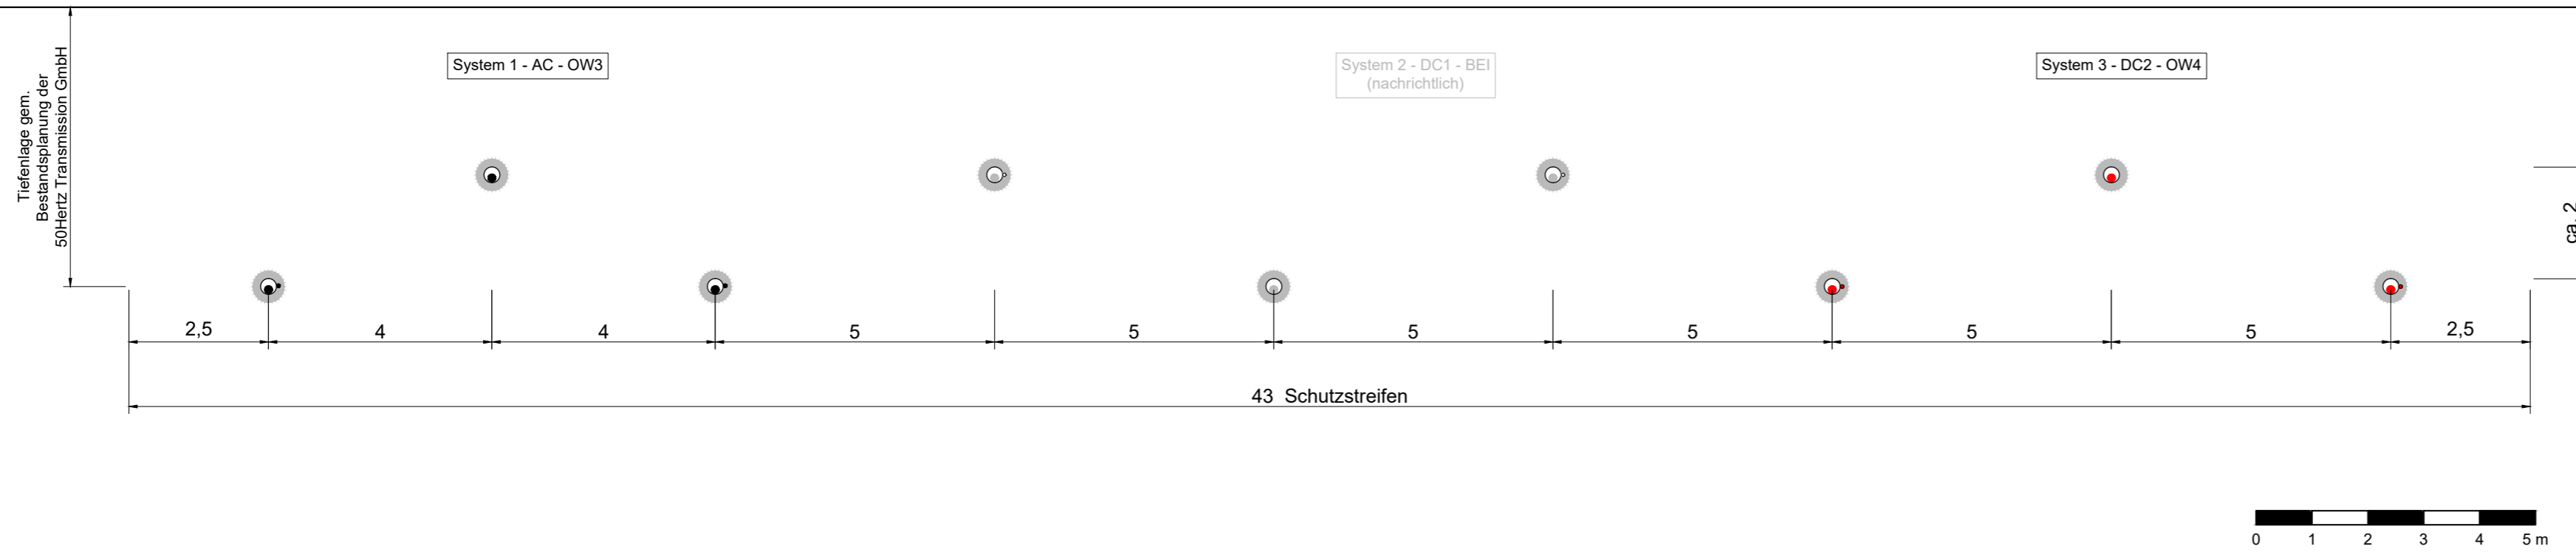 System 1 - AC - OW3
System 2 - DC1 - BEI
(nachrichtlich)
System 3 - DC2 - OW4
Tiefenlage gem.
Bestandsplanung der
50Hertz Transmission GmbH
ca. 2
2,5
4
4
5
5
5
5
5
5
2,5
43 Schutzstreifen
0 1 2 3 4 5 m